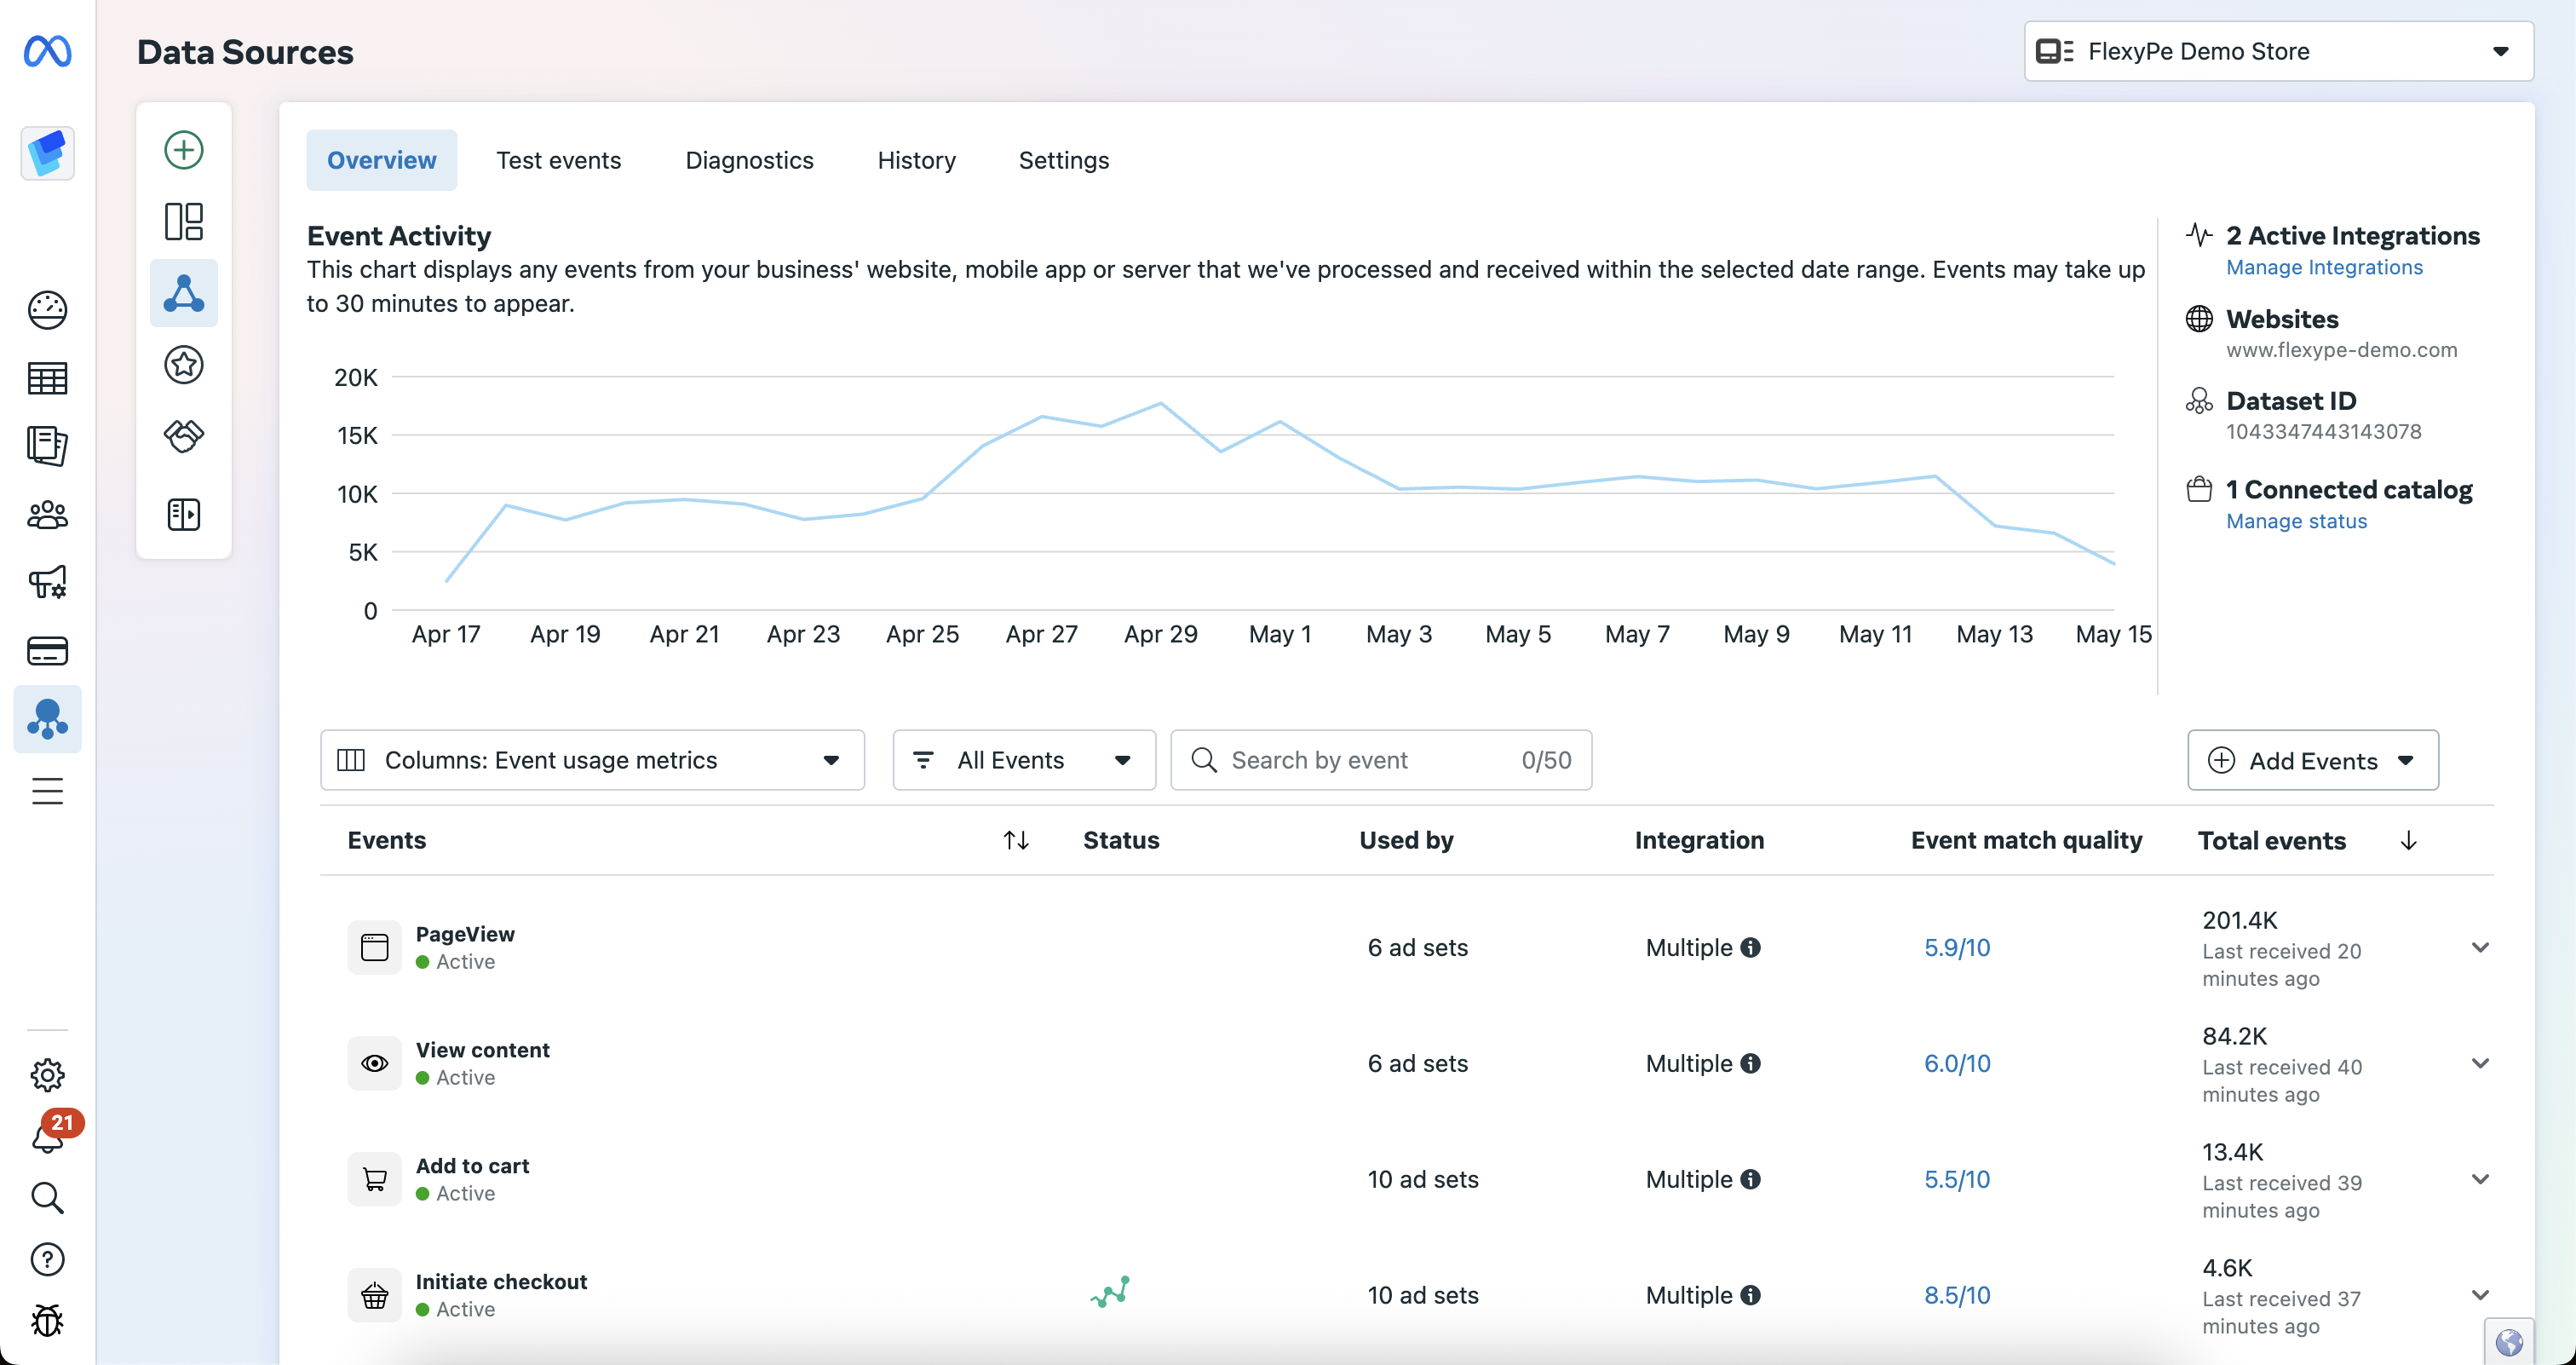 Data Sources
FlexyPe Demo Store
Overview
Test events
Diagnostics
History
Settings
Event Activity
This chart displays any events from your business' website, mobile app or server that we've processed and received within the selected date range. Events may take up
to 30 minutes to appear.
20K
15K
10K
5K
0
Apr 17
Apr 19
Apr 21
Apr 23
Apr 25
Apr 27
Apr 29
May 1
May 3
May 5
May 7
May 9
May 11
May 13
May 15
2 Active Integrations
Manage Integrations
Websites
www.flexype-demo.com
Dataset ID
1043347443143078
1 Connected catalog
Manage status
Columns: Event usage metrics
All Events
Search by event
0/50
Add Events
Events
Status
Used by
Integration
Event match quality
Total events
PageView
Active
6 ad sets
Multiple
5.9/10
201.4K
Last received 20
minutes ago
View content
Active
6 ad sets
Multiple
6.0/10
84.2K
Last received 40
minutes ago
Add to cart
Active
10 ad sets
Multiple
5.5/10
13.4K
Last received 39
minutes ago
Initiate checkout
Active
10 ad sets
Multiple
8.5/10
4.6K
Last received 37
minutes ago
21